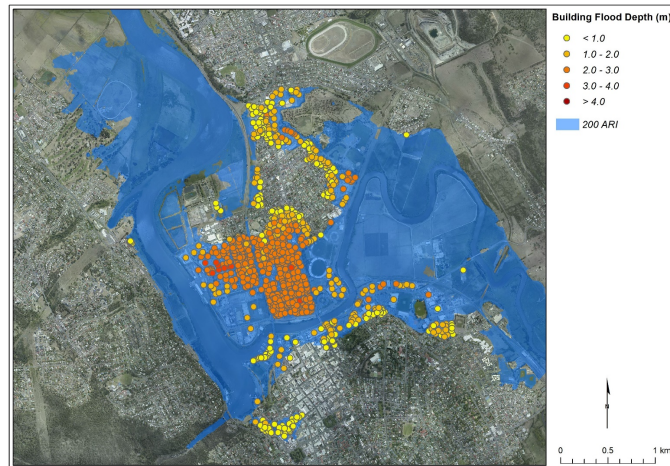 Building Flood Depth (m)
< 1.0
1.0 - 2.0
2.0 - 3.0
3.0 - 4.0
> 4.0
200 ARI
N
0 0.5 1 km